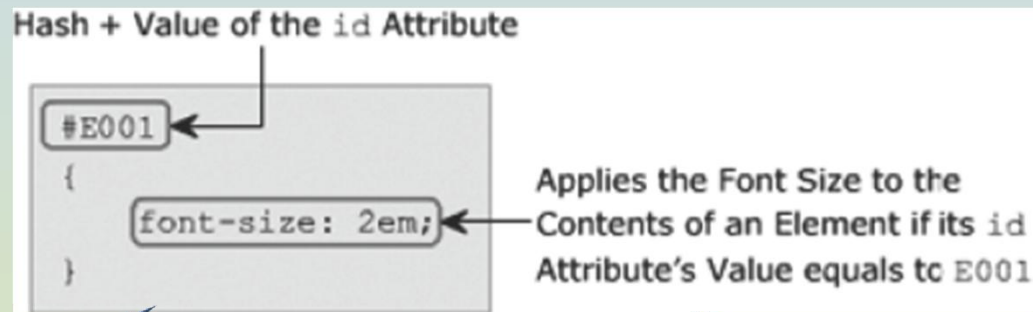 Hash + Value of the id Attribute
#E001
{
font-size: 2em;
}
Applies the Font Size to the
Contents of an Element if its id
Attribute's Value equals to E001